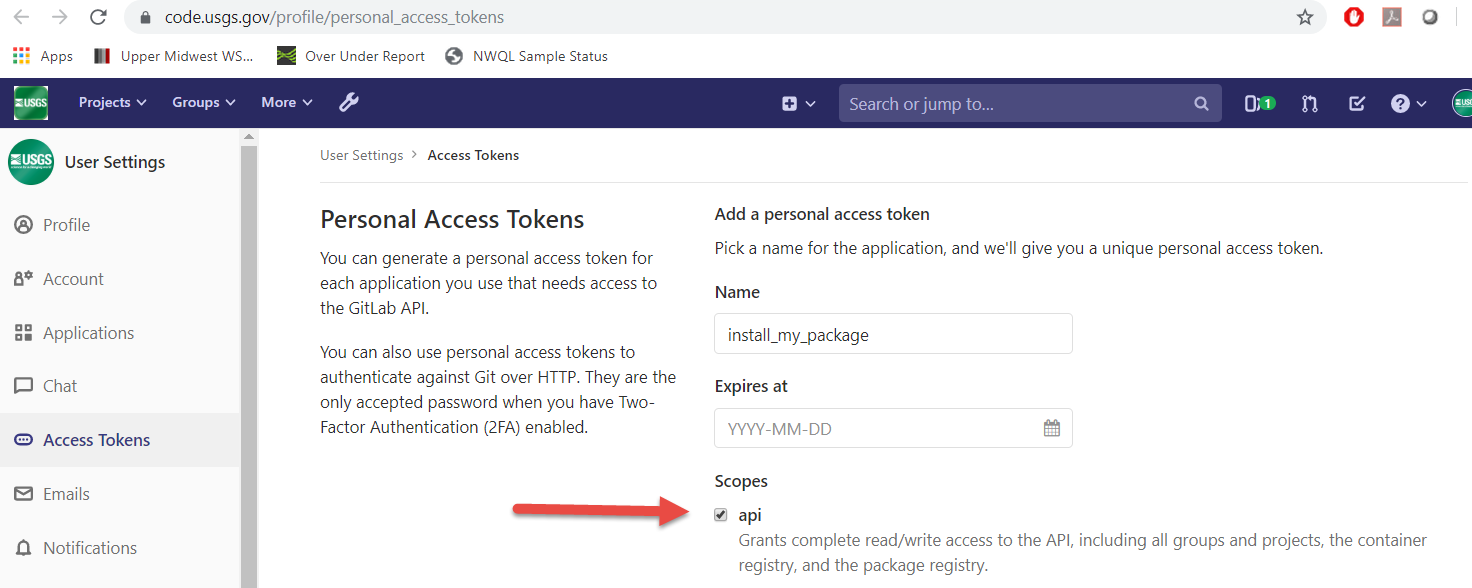 code.usgs.gov/profile/personal_access_tokens
Apps
Upper Midwest WS...
Over Under Report
NWQL Sample Status
USGS
Projects
Groups
More
Search or jump to...
1
USGS
User Settings
User Settings > Access Tokens
Profile
Account
Applications
Chat
Access Tokens
Emails
Notifications
Personal Access Tokens
You can generate a personal access token for
each application you use that needs access to
the GitLab API.
You can also use personal access tokens to
authenticate against Git over HTTP. They are the
only accepted password when you have Two-
Factor Authentication (2FA) enabled.
Add a personal access token
Pick a name for the application, and we'll give you a unique personal access token.
Name
install_my_package
Expires at
YYYY-MM-DD
Scopes
api
Grants complete read/write access to the API, including all groups and projects, the container
registry, and the package registry.